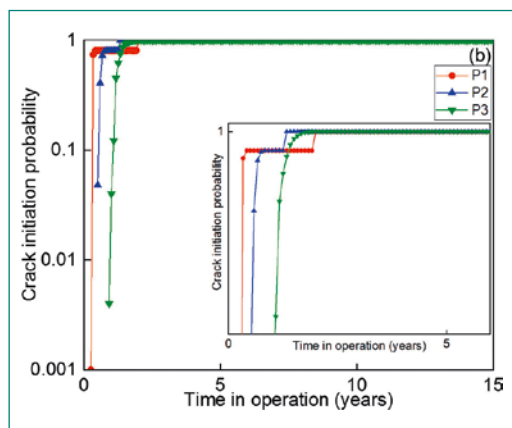 1
(b)
P1
P2
P3
0.1
0.01
0.001
Crack initiation probability
0
5
10
15
Time in operation (years)
1
Crack initiation probability
0
Time in operation (years)
5